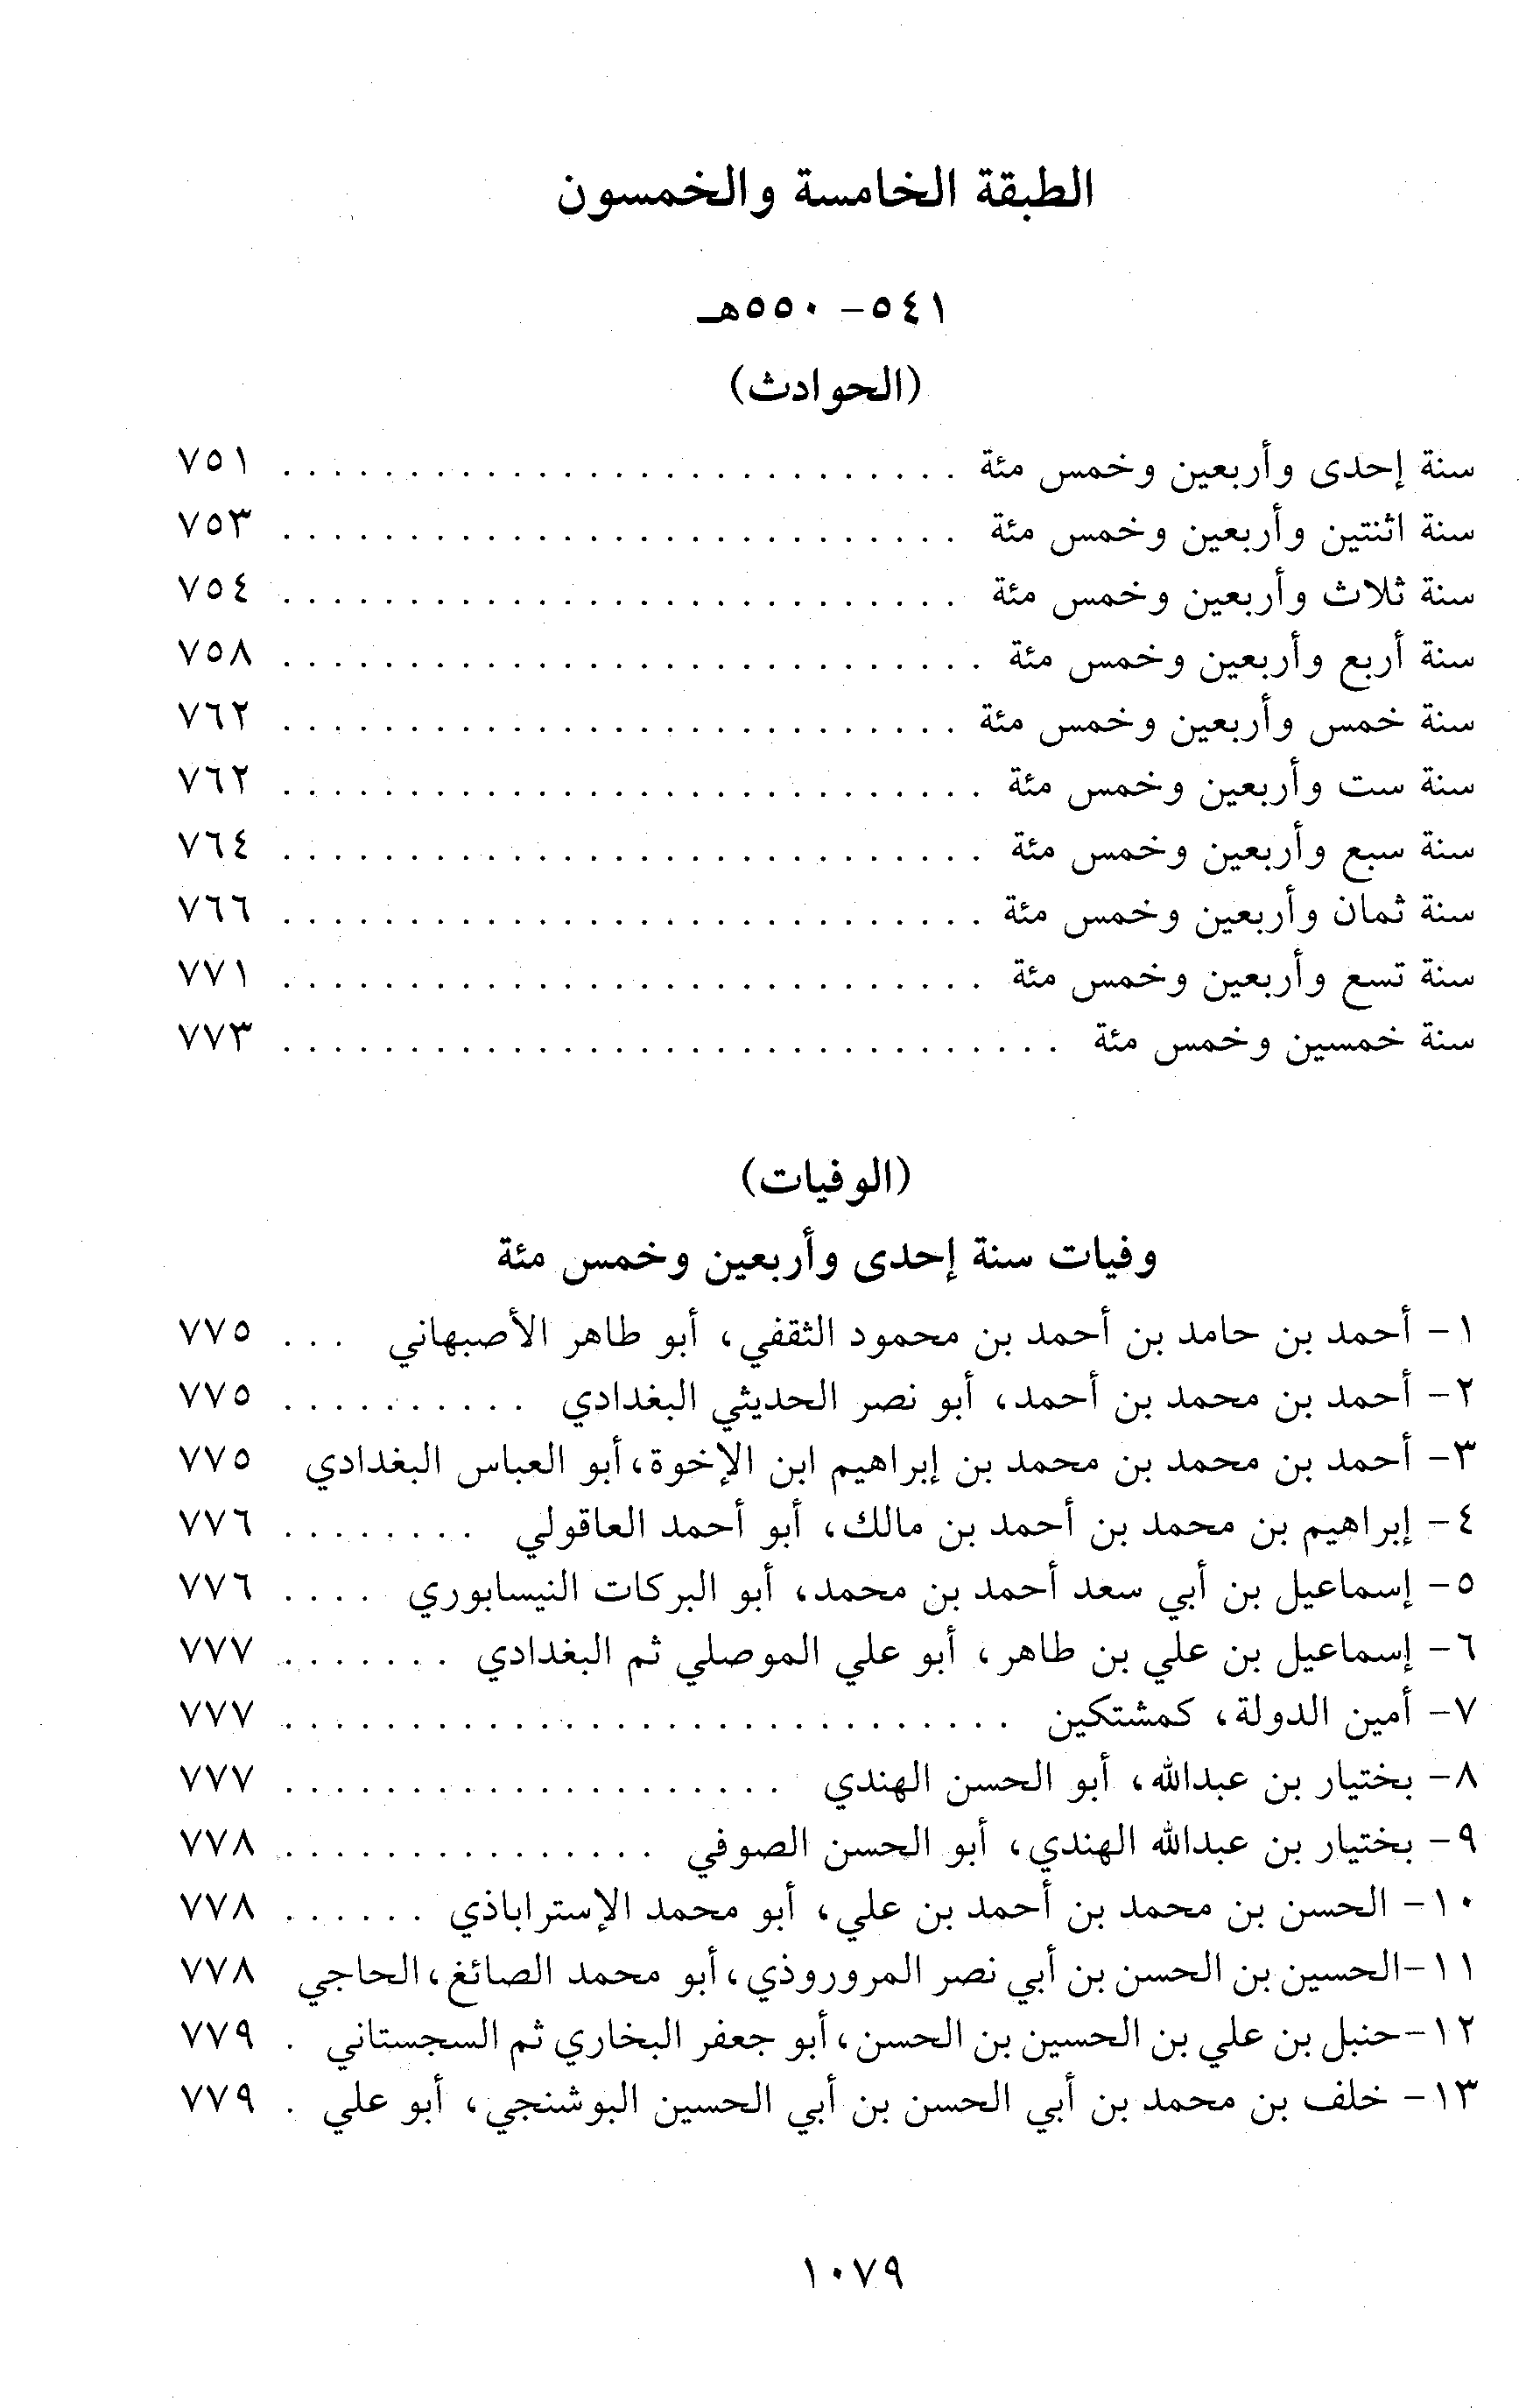 الطبقة الخامسة والخمسون
٥٤١- ٥٥٠هـ
(الحوادث)
سنة إحدى وأربعين وخمس مئة . . . . . . . . . . . . . . . . . . . . . . . . . . . ٧٥١
سنة اثنتين وأربعين وخمس مئة . . . . . . . . . . . . . . . . . . . . . . . . . . . ٧٥٣
سنة ثلاث وأربعين وخمس مئة . . . . . . . . . . . . . . . . . . . . . . . . . . . ٧٥٤
سنة أربع وأربعين وخمس مئة . . . . . . . . . . . . . . . . . . . . . . . . . . . . ٧٥٨
سنة خمس وأربعين وخمس مئة . . . . . . . . . . . . . . . . . . . . . . . . . . . ٧٦٢
سنة ست وأربعين وخمس مئة . . . . . . . . . . . . . . . . . . . . . . . . . . . . ٧٦٢
سنة سبع وأربعين وخمس مئة . . . . . . . . . . . . . . . . . . . . . . . . . . . . ٧٦٤
سنة ثمان وأربعين وخمس مئة . . . . . . . . . . . . . . . . . . . . . . . . . . . . ٧٦٦
سنة تسع وأربعين وخمس مئة . . . . . . . . . . . . . . . . . . . . . . . . . . . . ٧٧١
سنة خمسين وخمس مئة . . . . . . . . . . . . . . . . . . . . . . . . . . . . . . . ٧٧٣
(الوفيات)
وفيات سنة إحدى وأربعين وخمس مئة
١- أحمد بن حامد بن أحمد بن محمود الثقفي، أبو طاهر الأصبهاني . . . ٧٧٥
٢- أحمد بن محمد بن أحمد، أبو نصر الحديثي البغدادي . . . . . . . . . . ٧٧٥
٣- أحمد بن محمد بن محمد بن إبراهيم ابن الإخوة،أبو العباس البغدادي ٧٧٥
٤- إبراهيم بن محمد بن أحمد بن مالك، أبو أحمد العاقولي . . . . . . . . ٧٧٦
٥- إسماعيل بن أبي سعد أحمد بن محمد، أبو البركات النيسابوري . . . . ٧٧٦
٦- إسماعيل بن علي بن طاهر، أبو علي الموصلي ثم البغدادي . . . . . . . ٧٧٧
٧- أمين الدولة، كمشتكين . . . . . . . . . . . . . . . . . . . . . . . . . . . . . ٧٧٧
٨- بختيار بن عبدالله، أبو الحسن الهندي . . . . . . . . . . . . . . . . . . . . ٧٧٧
٩- بختيار بن عبدالله الهندي، أبو الحسن الصوفي . . . . . . . . . . . . . . . ٧٧٨
١٠- الحسن بن محمد بن أحمد بن علي، أبو محمد الإستراباذي . . . . . . ٧٧٨
١١-الحسين بن الحسن بن أبي نصر المروروذي،أبو محمد الصائغ،الحاجي ٧٧٨
١٢-حنبل بن علي بن الحسين بن الحسن،أبو جعفر البخاري ثم السجستاني . ٧٧٩
١٣- خلف بن محمد بن أبي الحسن بن أبي الحسين البوشنجي، أبو علي . ٧٧٩
١٠٧٩